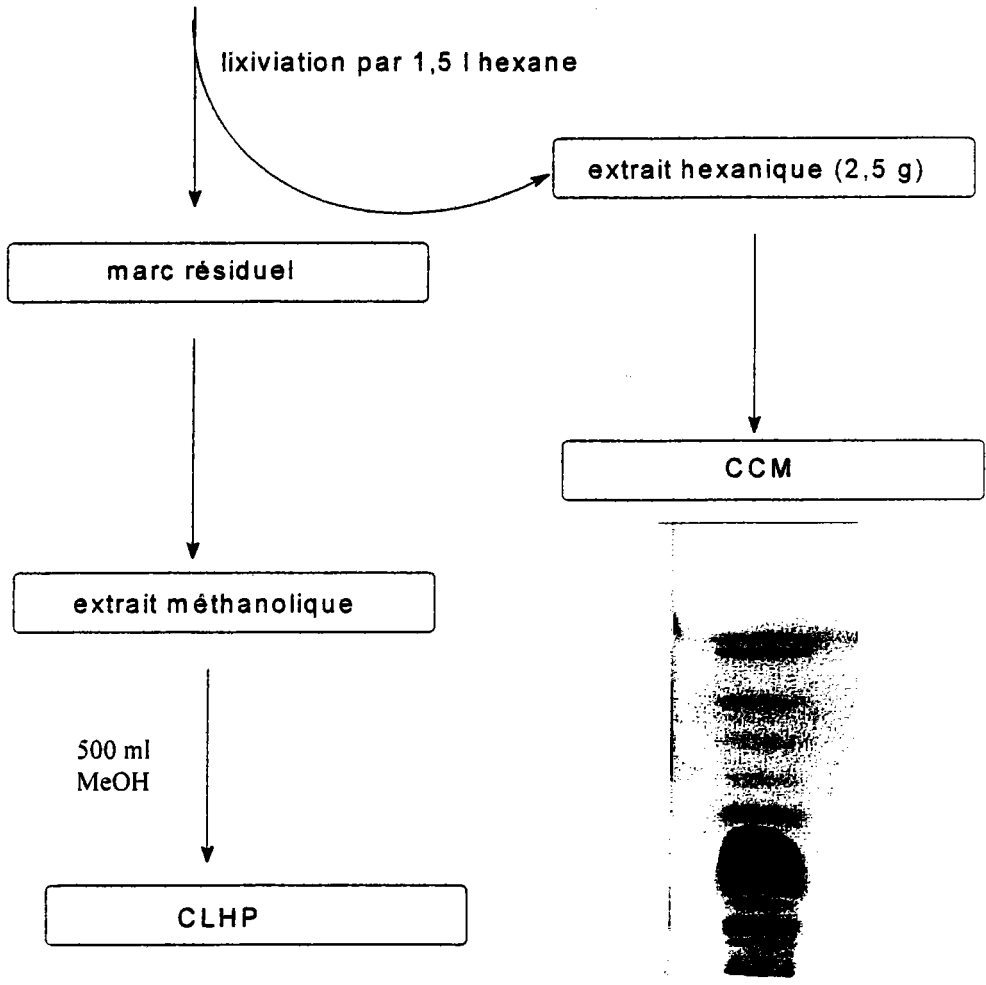 lixiviation par 1,5 l hexane
extrait hexanique (2,5 g)
marc résiduel
CCM
extrait méthanolique
500 ml
MeOH
CLHP